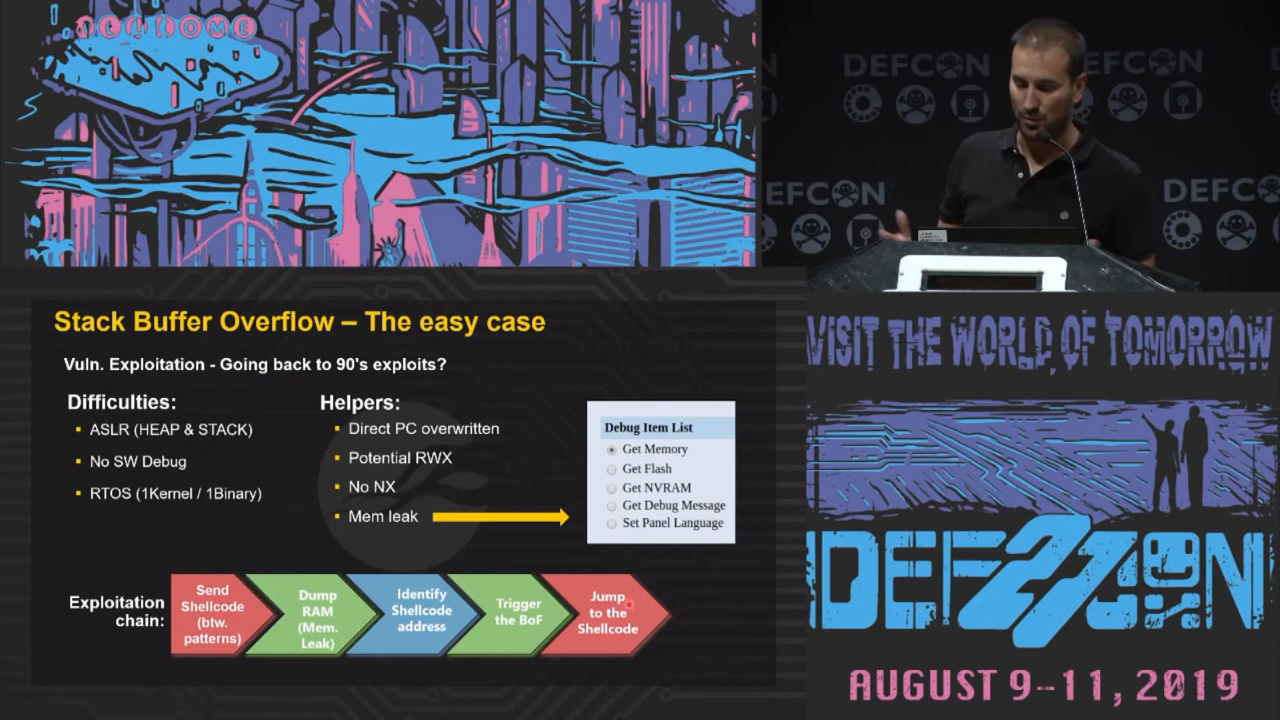 WELCOME
DEFCON
DEFCON
DEFCON
DEFC
Stack Buffer Overflow – The easy case
Vuln. Exploitation - Going back to 90's exploits?
Difficulties:
▪ ASLR (HEAP & STACK)
▪ No SW Debug
▪ RTOS (1Kernel / 1Binary)
Helpers:
▪ Direct PC overwritten
▪ Potential RWX
▪ No NX
▪ Mem leak
Debug Item List
Get Memory
Get Flash
Get NVRAM
Get Debug Message
Set Panel Language
Exploitation
chain:
Send
Shellcode
(btw.
patterns)
Dump
RAM
(Mem.
Leak)
Identify
Shellcode
address
Trigger
the BoF
Jump
to the
Shellcode
VISIT THE WORLD OF TOMORROW
DEF27CON
AUGUST 9-11, 2019